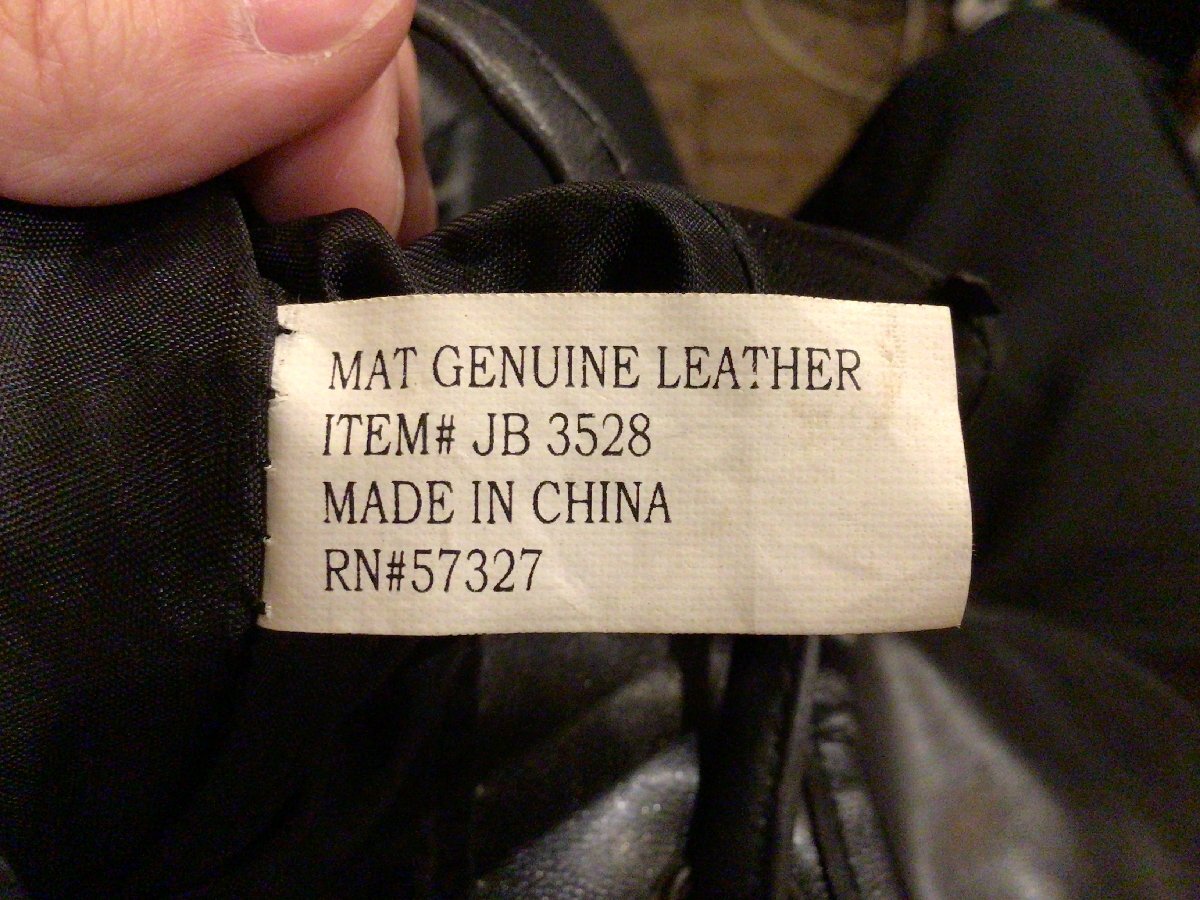 MAT GENUINE LEATHER
ITEM# JB 3528
MADE IN CHINA
RN#57327